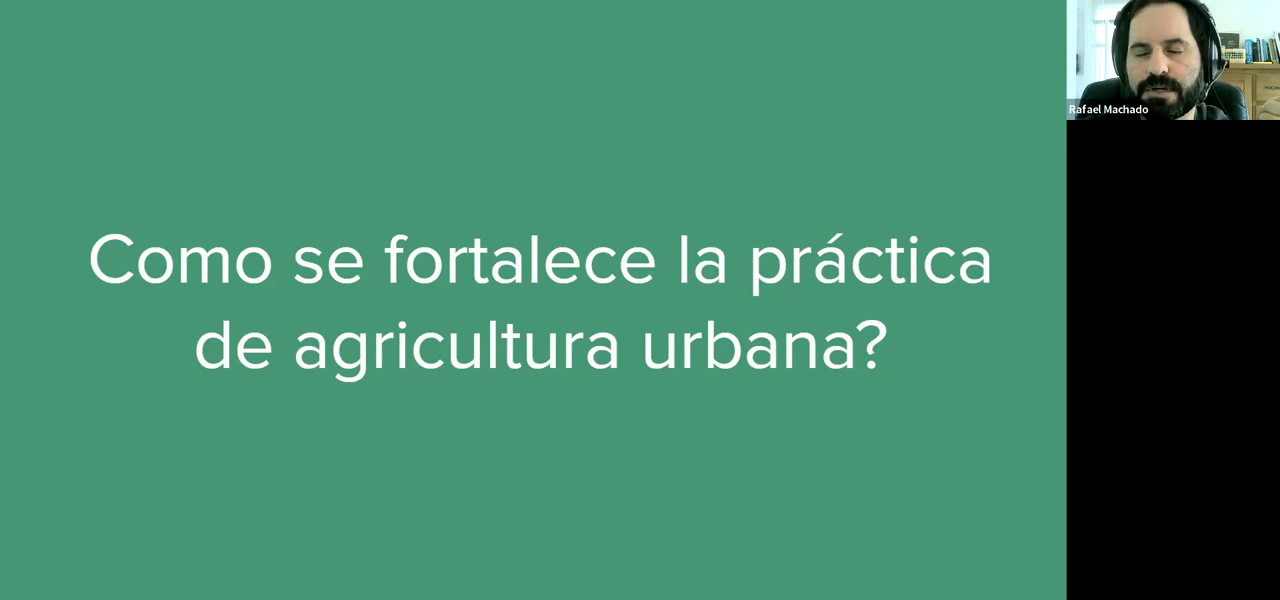 Como se fortalece la práctica
de agricultura urbana?
Rafael Machado